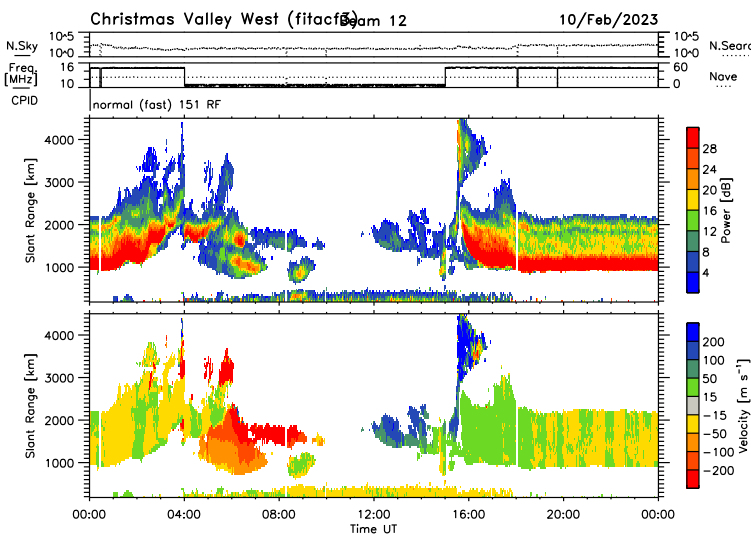 Christmas Valley West (fitacf3) Beam 12 10/Feb/2023
N.Sky 10^5 10^0 10^5 10^0 N.Searc
Freq. [MHz] 16 10 60 0 Nave
CPID normal (fast) 151 RF
Slant Range [km] 4000 3000 2000 1000
Power [dB] 28 24 20 16 12 8 4
Slant Range [km] 4000 3000 2000 1000
Velocity [m s⁻¹] 200 100 50 15 −15 −50 −100 −200
00:00 04:00 08:00 12:00 16:00 20:00 00:00
Time UT